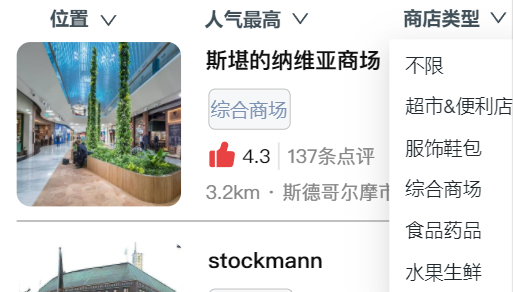 位置 人气最高 商店类型
斯堪的纳维亚商场
综合商场
4.3 137条点评
3.2km · 斯德哥尔摩市
stockmann
不限
超市&便利店
服饰鞋包
综合商场
食品药品
水果生鲜